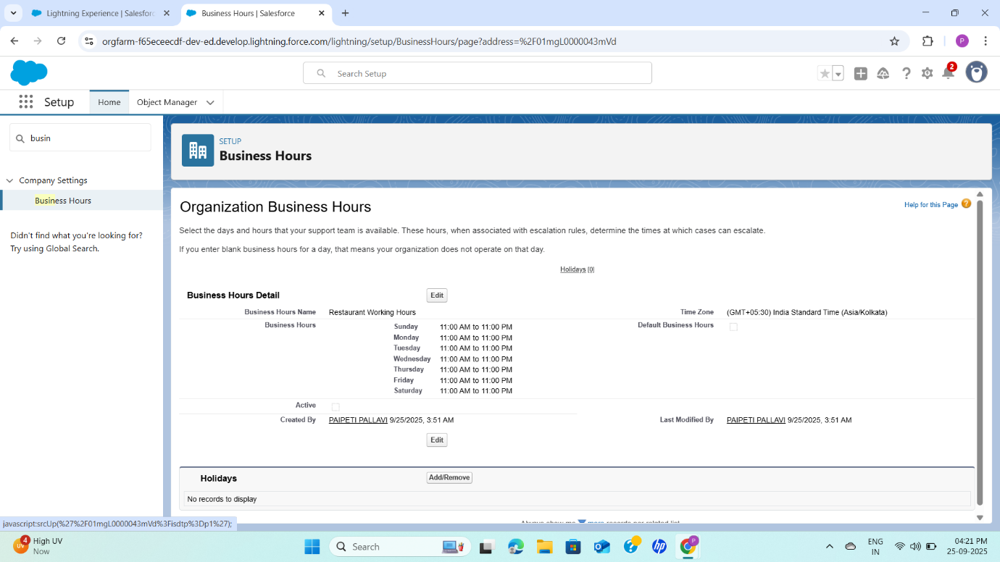 Lightning Experience | Salesforc
Business Hours | Salesforce
orgfarm-f65eceecdf-dev-ed.develop.lightning.force.com/lightning/setup/BusinessHours/page?address=%2F01mgL0000043mVd
P
Search Setup
2
Setup
Home
Object Manager
busin
SETUP
Business Hours
Company Settings
Business Hours
Didn't find what you're looking for?
Try using Global Search.
Organization Business Hours
Help for this Page ?
Select the days and hours that your support team is available. These hours, when associated with escalation rules, determine the times at which cases can escalate.
If you enter blank business hours for a day, that means your organization does not operate on that day.
Holidays [0]
Business Hours Detail
Edit
Business Hours Name Restaurant Working Hours Time Zone (GMT+05:30) India Standard Time (Asia/Kolkata)
Business Hours Sunday 11:00 AM to 11:00 PM Default Business Hours
Monday 11:00 AM to 11:00 PM
Tuesday 11:00 AM to 11:00 PM
Wednesday 11:00 AM to 11:00 PM
Thursday 11:00 AM to 11:00 PM
Friday 11:00 AM to 11:00 PM
Saturday 11:00 AM to 11:00 PM
Active
Created By PAIPETI PALLAVI 9/25/2025, 3:51 AM Last Modified By PAIPETI PALLAVI 9/25/2025, 3:51 AM
Edit
Holidays
Add/Remove
No records to display
Always show me more records per related list
javascript:srcUp(%27%2F01mgL0000043mVd%3Fisdtp%3Dp1%27);
4
UV
High UV
Now
Search
hp
P
ENG
IN
04:21 PM
25-09-2025